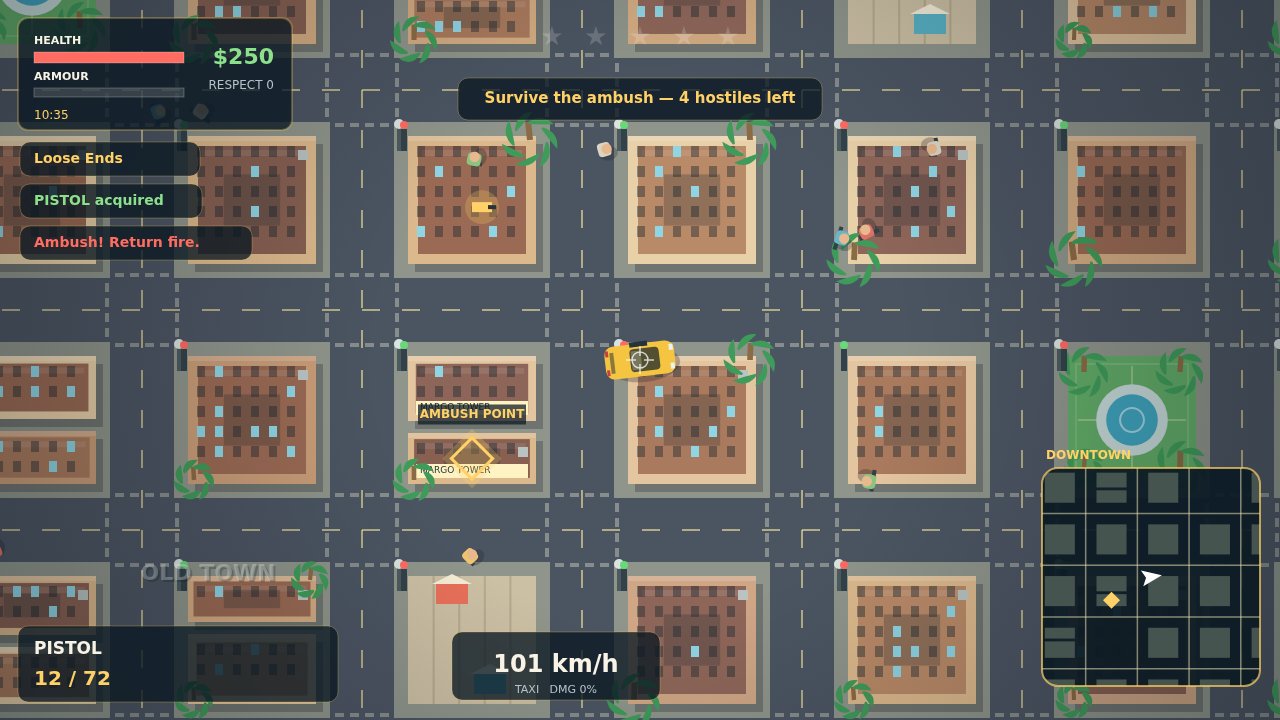 HEALTH
$250
ARMOUR
RESPECT 0
10:35
Survive the ambush — 4 hostiles left
Loose Ends
PISTOL acquired
Ambush! Return fire.
MARGO TOWER
AMBUSH POINT
MARGO TOWER
DOWNTOWN
OLD TOWN
PISTOL
12 / 72
101 km/h
TAXI DMG 0%